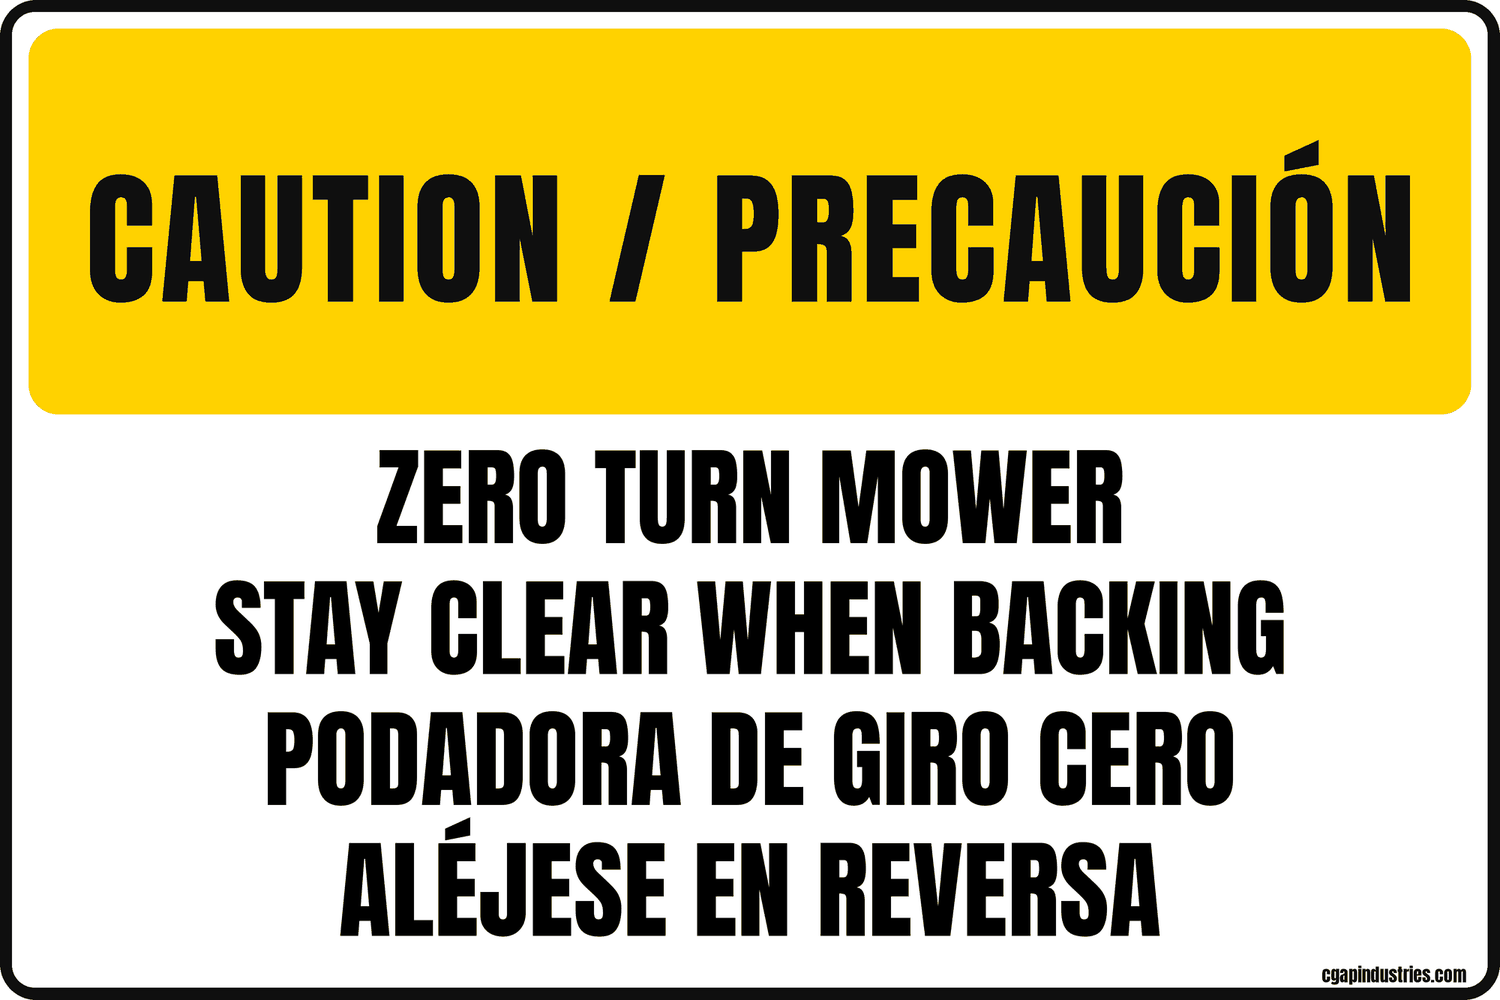 CAUTION / PRECAUCIÓN
ZERO TURN MOWER
STAY CLEAR WHEN BACKING
PODADORA DE GIRO CERO
ALÉJESE EN REVERSA
cgapindustries.com